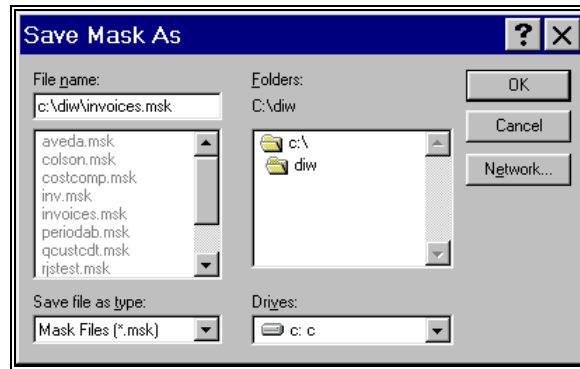 Save Mask As
File name:
c:\diw\invoices.msk
aveda.msk
colson.msk
costcomp.msk
inv.msk
invoices.msk
periodab.msk
qcustcdt.msk
rjstest.msk
Save file as type:
Mask Files (*.msk)
Folders:
C:\diw
c:\
diw
Drives:
c: c
OK
Cancel
Network...